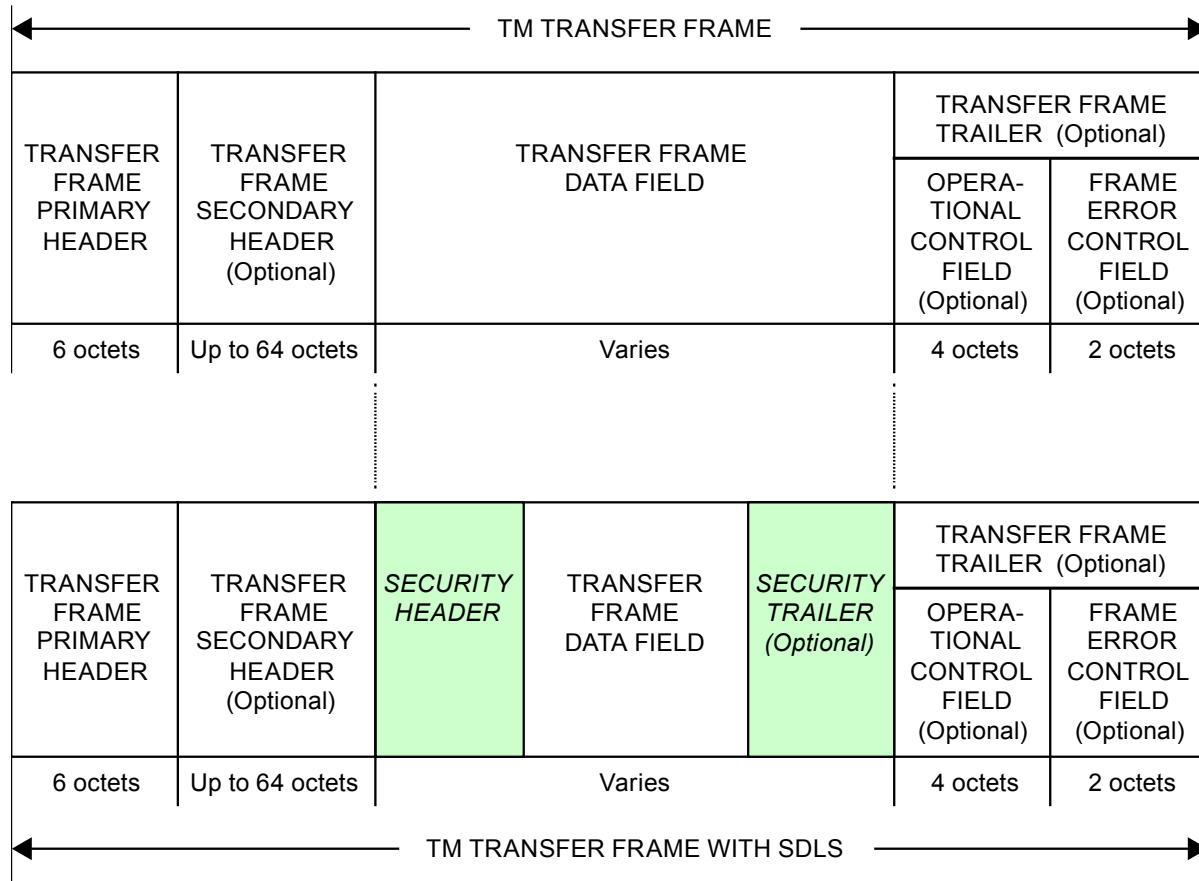 TM TRANSFER FRAME
TRANSFER
FRAME
PRIMARY
HEADER
TRANSFER
FRAME
SECONDARY
HEADER
(Optional)
TRANSFER FRAME
DATA FIELD
TRANSFER FRAME
TRAILER (Optional)
OPERA-
TIONAL
CONTROL
FIELD
(Optional)
FRAME
ERROR
CONTROL
FIELD
(Optional)
6 octets
Up to 64 octets
Varies
4 octets
2 octets
TRANSFER
FRAME
PRIMARY
HEADER
TRANSFER
FRAME
SECONDARY
HEADER
(Optional)
SECURITY
HEADER
TRANSFER
FRAME
DATA FIELD
SECURITY
TRAILER
(Optional)
TRANSFER FRAME
TRAILER (Optional)
OPERA-
TIONAL
CONTROL
FIELD
(Optional)
FRAME
ERROR
CONTROL
FIELD
(Optional)
6 octets
Up to 64 octets
Varies
4 octets
2 octets
TM TRANSFER FRAME WITH SDLS